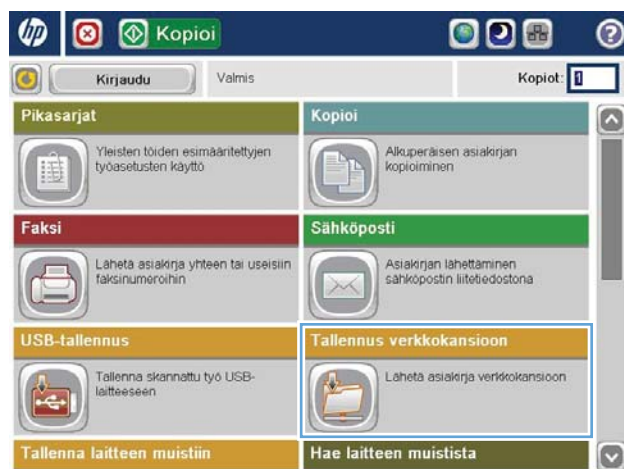 hp Kopioi ?
Kirjaudu Valmis Kopiot: 1
Pikasarjat
Yleisten töiden esimääritettyjen
työasetusten käyttö
Kopioi
Alkuperäisen asiakirjan
kopioiminen
Faksi
Lähetä asiakirja yhteen tai useisiin
faksinumeroihin
Sähköposti
Asiakirjan lähettäminen
sähköpostin liitetiedostona
USB-tallennus
Tallenna skannattu työ USB-
laitteeseen
Tallennus verkkokansioon
Lähetä asiakirja verkkokansioon
Tallenna laitteen muistiin
Hae laitteen muistista